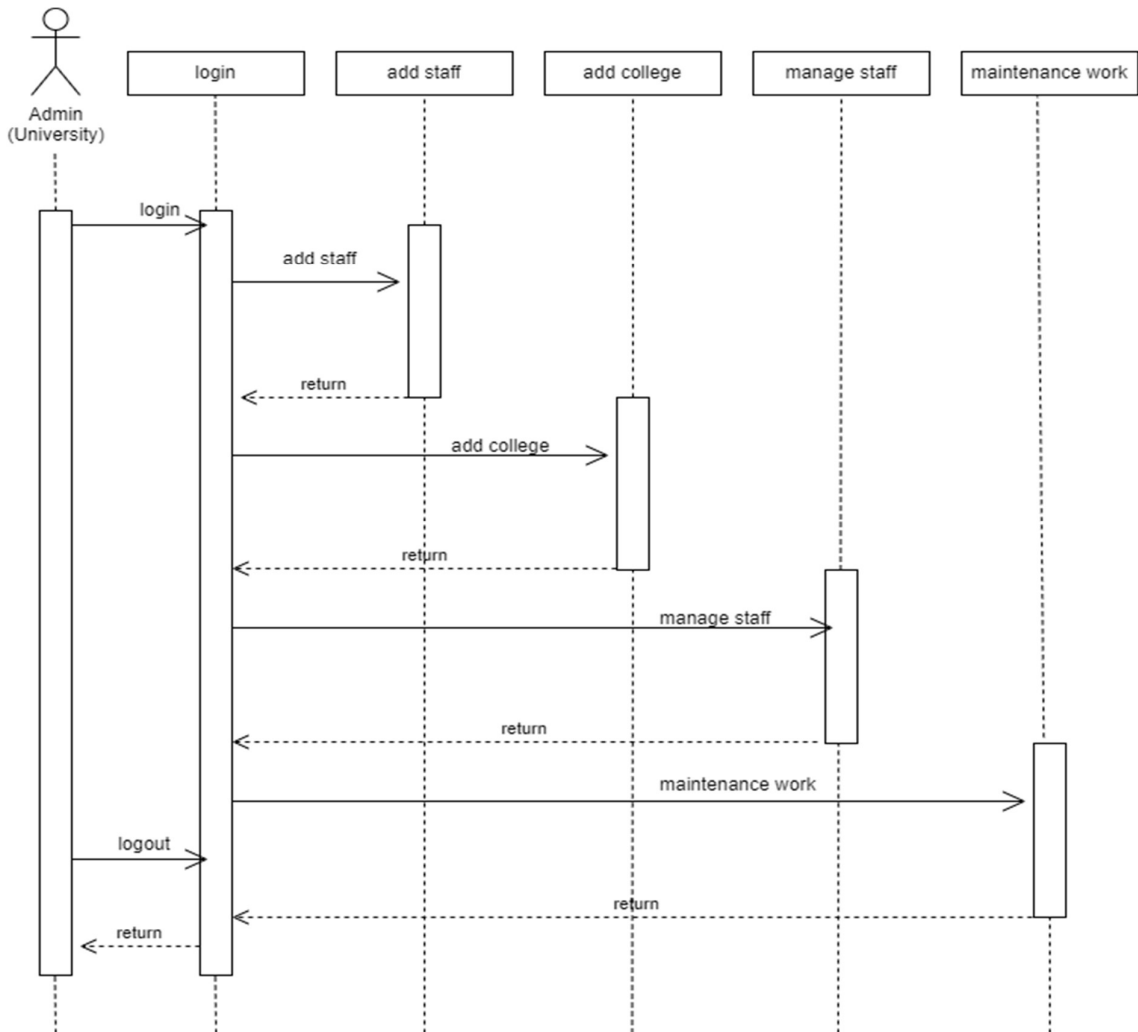 login
add staff
add college
manage staff
maintenance work
Admin
(University)
login
add staff
return
add college
return
manage staff
return
maintenance work
logout
return
return